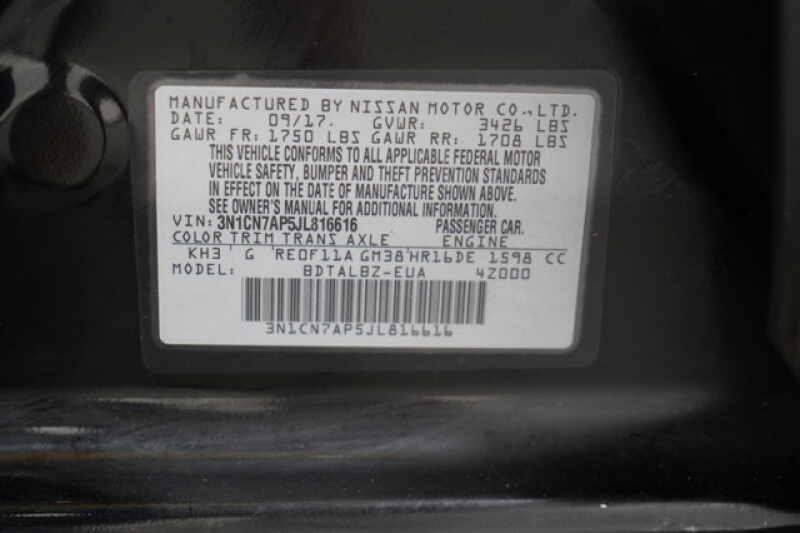 MANUFACTURED BY NISSAN MOTOR CO., LTD.
DATE: 09/17. GVWR: 3426 LBS
GAWR FR: 1750 LBS GAWR RR: 1708 LBS
THIS VEHICLE CONFORMS TO ALL APPLICABLE FEDERAL MOTOR
VEHICLE SAFETY, BUMPER AND THEFT PREVENTION STANDARDS
IN EFFECT ON THE DATE OF MANUFACTURE SHOWN ABOVE.
SEE OWNER'S MANUAL FOR ADDITIONAL INFORMATION.
VIN: 3N1CN7AP5JL816616 PASSENGER CAR.
COLOR TRIM TRANS AXLE ENGINE
KH3 ' G 'RE0F11A GM38'HR16DE 1598 CC
MODEL: BDTALBZ-EUA 4Z000
3N1CN7AP5JL816616